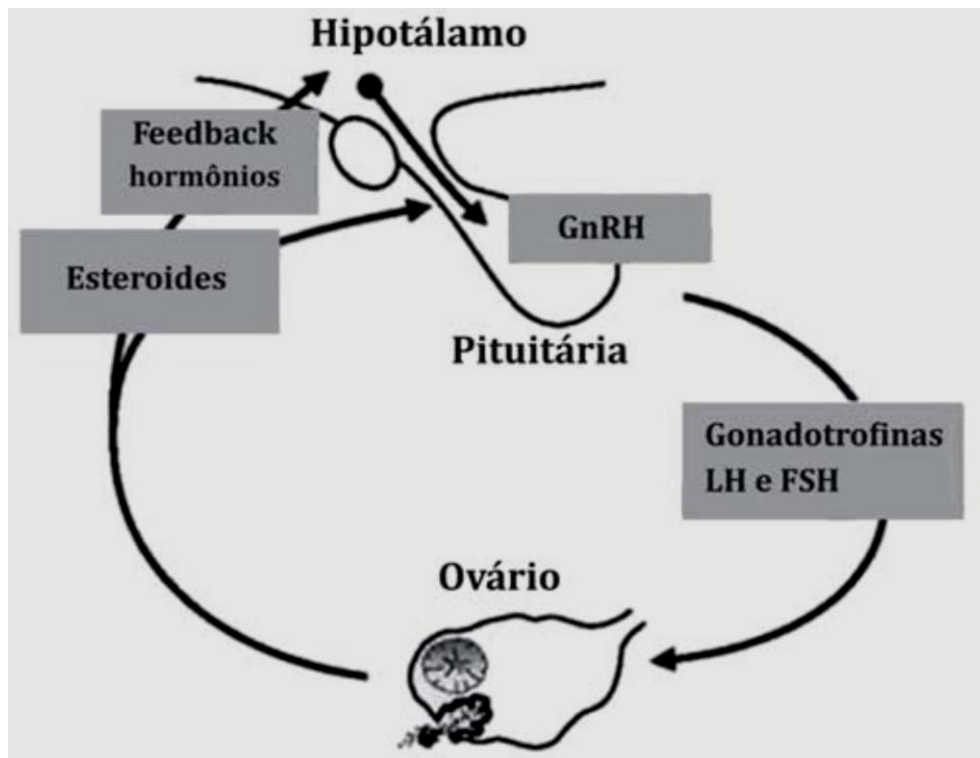 Hipotálamo
Feedback
hormônios
GnRH
Esteroides
Pituitária
Gonadotrofinas
LH e FSH
Ovário